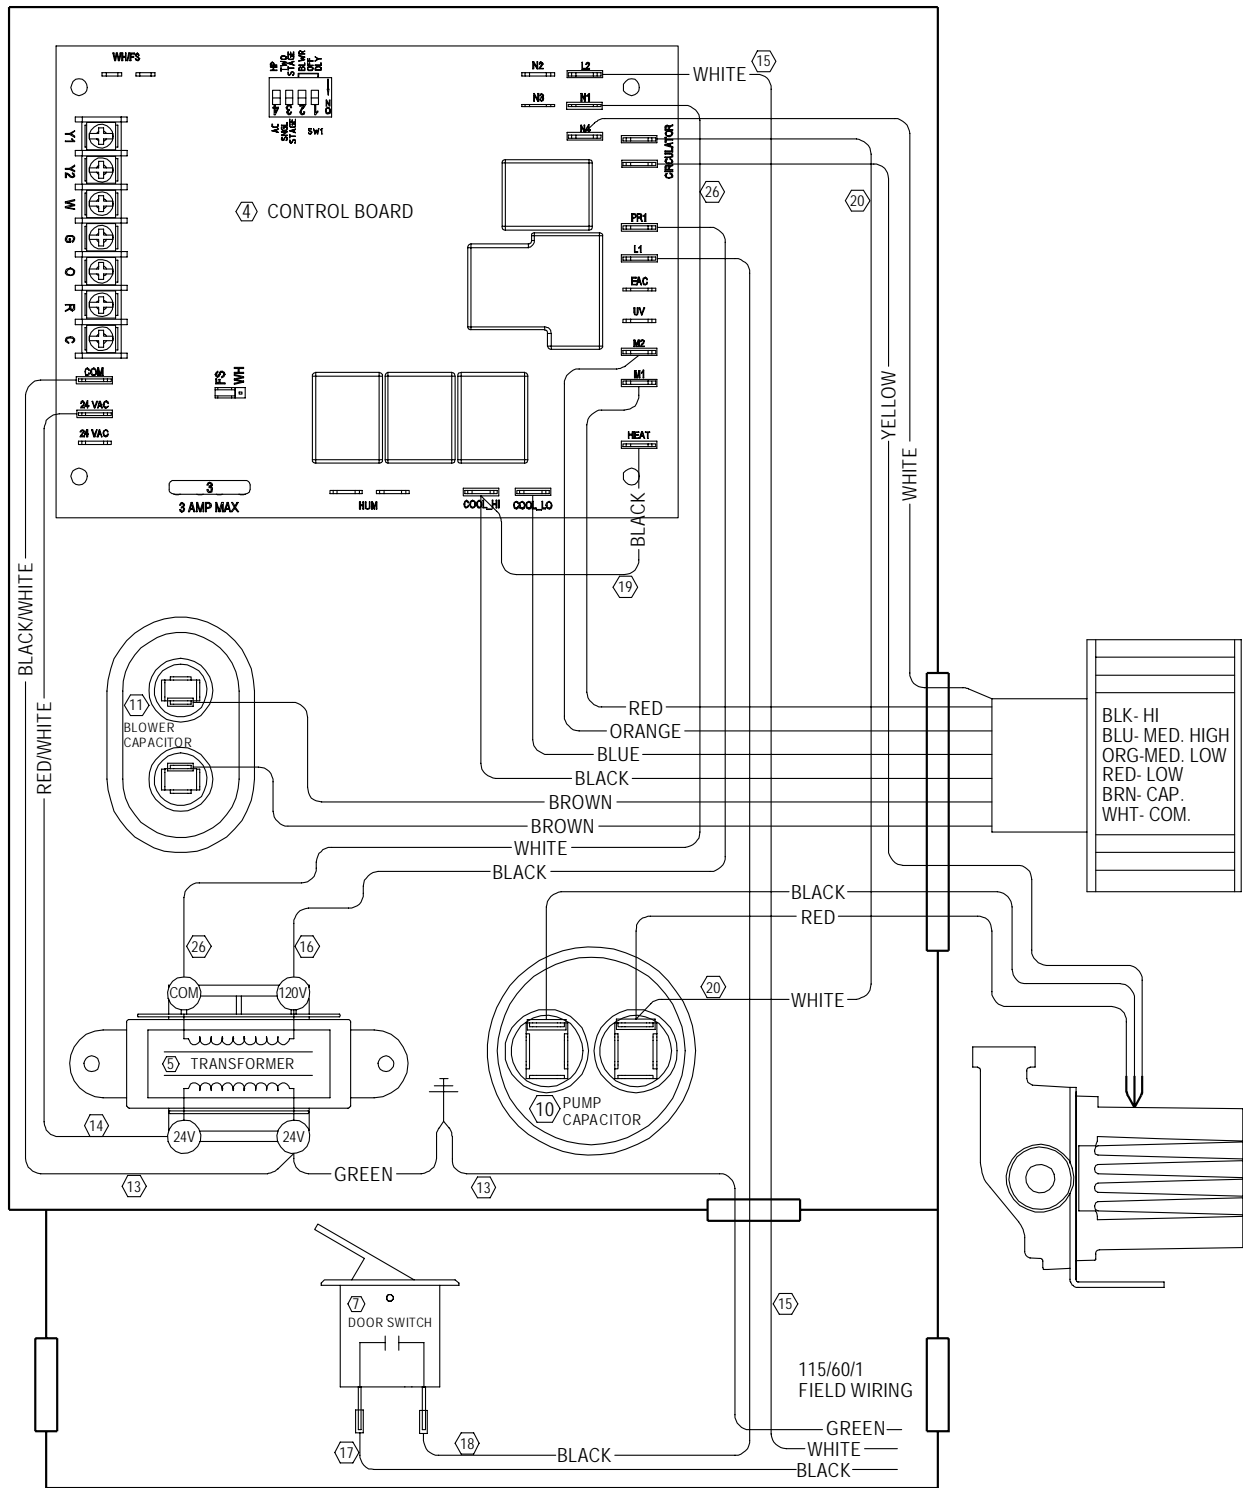 WH/FS
HP
TWO
STAGE
BLWR
OFF
DLY
4 3 2 1
NO
AC
SNGL
STAGE
SW1
N2
L2
WHITE
15
N3
N1
N4
CIRCULATOR
Y1
Y2
W
G
O
R
C
4 CONTROL BOARD
26
20
PR1
L1
EAC
UV
M2
M1
HEAT
COM
24 VAC
24 VAC
FS
WH
3
3 AMP MAX
HUM
COOL_HI
COOL_LO
BLACK
19
YELLOW
WHITE
BLACK/WHITE
RED/WHITE
11
BLOWER
CAPACITOR
RED
ORANGE
BLUE
BLACK
BROWN
BROWN
WHITE
BLACK
BLK- HI
BLU- MED. HIGH
ORG-MED. LOW
RED- LOW
BRN- CAP.
WHT- COM.
BLACK
RED
26
16
COM
120V
20
WHITE
5 TRANSFORMER
10 PUMP
CAPACITOR
14
24V
24V
GREEN
13
13
7
DOOR SWITCH
15
115/60/1
FIELD WIRING
GREEN
17
18
BLACK
WHITE
BLACK